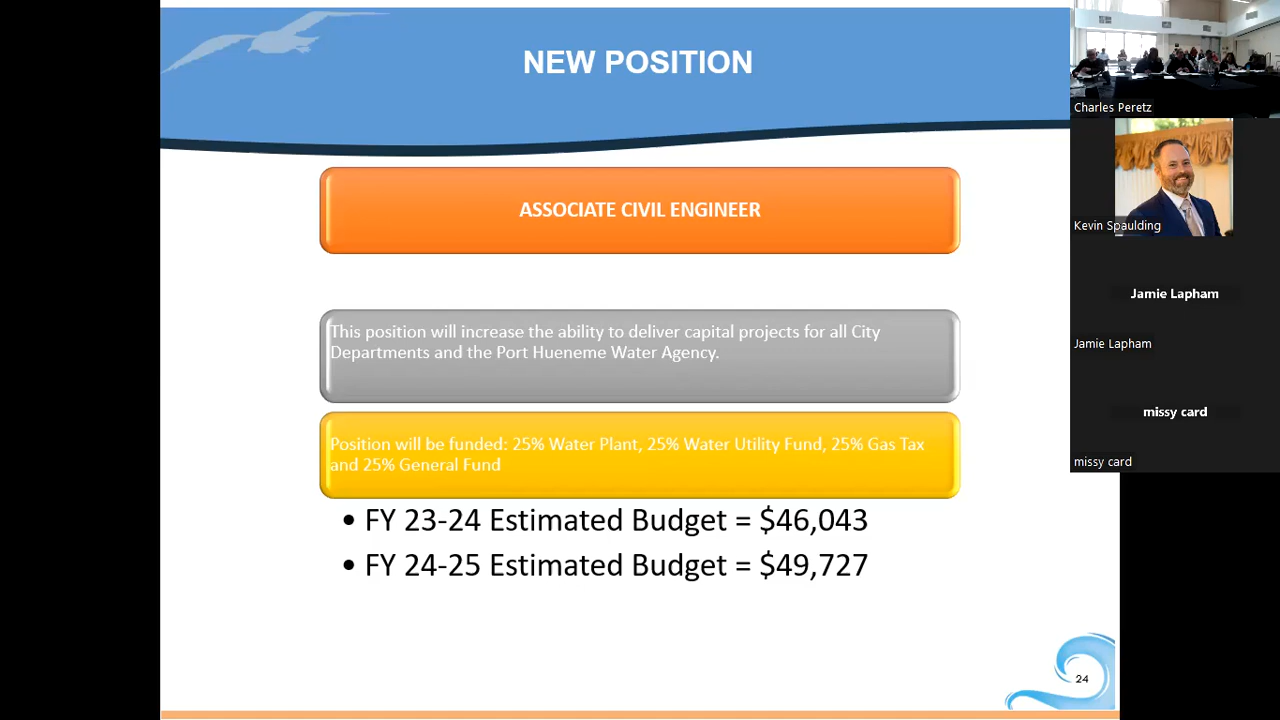 NEW POSITION
ASSOCIATE CIVIL ENGINEER
This position will increase the ability to deliver capital projects for all City
Departments and the Port Hueneme Water Agency.
Position will be funded: 25% Water Plant, 25% Water Utility Fund, 25% Gas Tax
and 25% General Fund
• FY 23-24 Estimated Budget = $46,043
• FY 24-25 Estimated Budget = $49,727
24
Charles Peretz
Kevin Spaulding
Jamie Lapham
Jamie Lapham
missy card
missy card